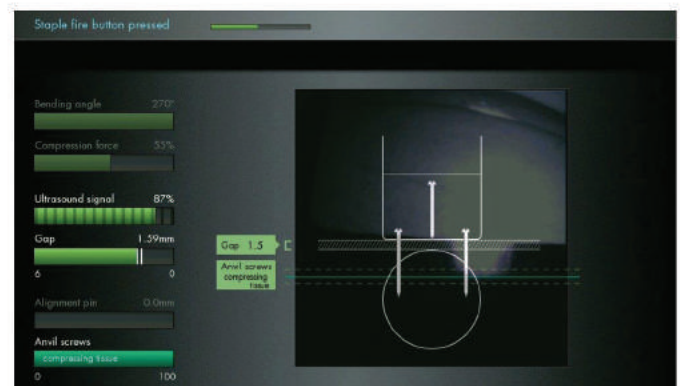 Staple fire button pressed
Bending angle 270°
Compression force 53%
Ultrasound signal 87%
Gap 1.59mm
6 0
Gap 1.5
Anvil screws
compressing
tissue
Alignment pin 0.0mm
Anvil screws
compressing tissue
0 100